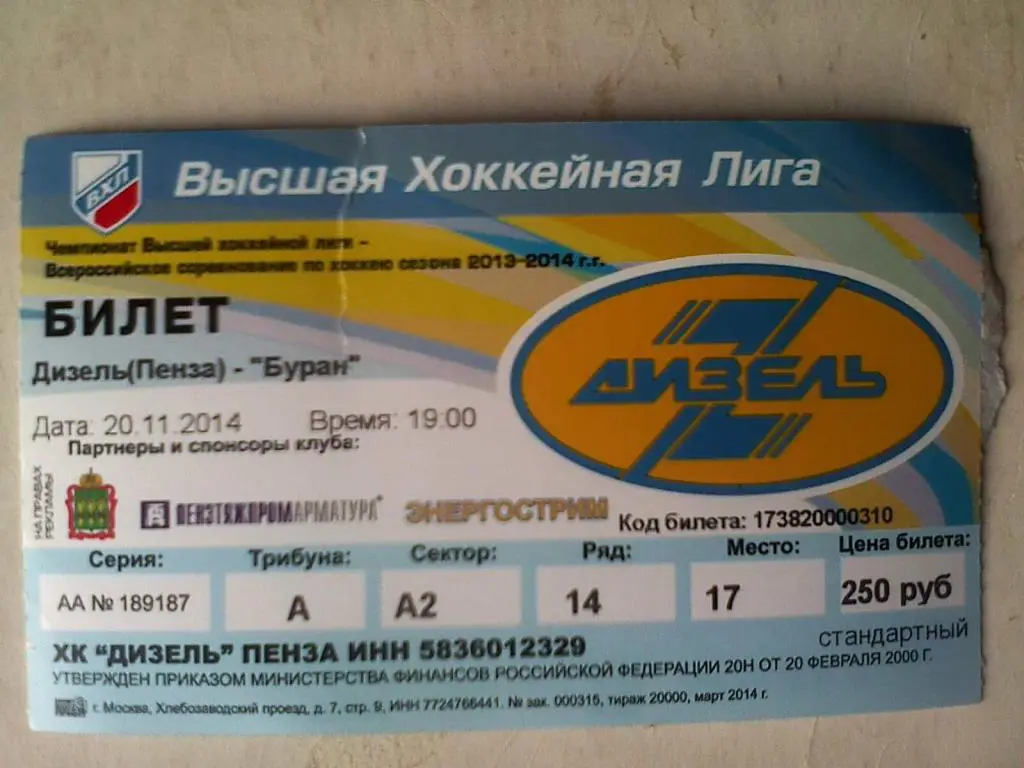 ВХЛ
Высшая Хоккейная Лига
Чемпионат Высшей хоккейной лиги –
Всероссийское соревнование по хоккею сезона 2013-2014 г.г.
БИЛЕТ
Дизель(Пенза) - "Буран"
ДИЗЕЛЬ
Дата: 20.11.2014 Время: 19:00
Партнеры и спонсоры клуба:
НА ПРАВАХ
РЕКЛАМЫ
ПЕНЗТЯЖПРОМАРМАТУРА ЭНЕРГОСТРИМ
Код билета: 173820000310
Серия: Трибуна: Сектор: Ряд: Место: Цена билета:
АА № 189187 А А2 14 17 250 руб
стандартный
ХК "ДИЗЕЛЬ" ПЕНЗА ИНН 5836012329
УТВЕРЖДЕН ПРИКАЗОМ МИНИСТЕРСТВА ФИНАНСОВ РОССИЙСКОЙ ФЕДЕРАЦИИ 20Н ОТ 20 ФЕВРАЛЯ 2000 Г.
г. Москва, Хлебозаводский проезд, д. 7, стр. 9, ИНН 7724766441. № зак. 000315, тираж 20000, март 2014 г.